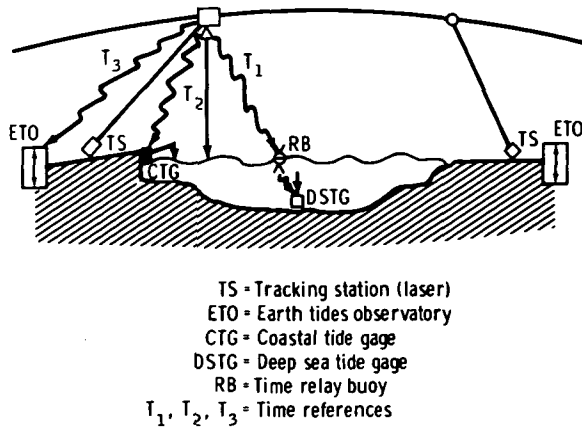 T3
T1
T2
ETO
TS
RB
TS
ETO
CTG
DSTG
TS = Tracking station (laser)
ETO = Earth tides observatory
CTG = Coastal tide gage
DSTG = Deep sea tide gage
RB = Time relay buoy
T1, T2, T3 = Time references